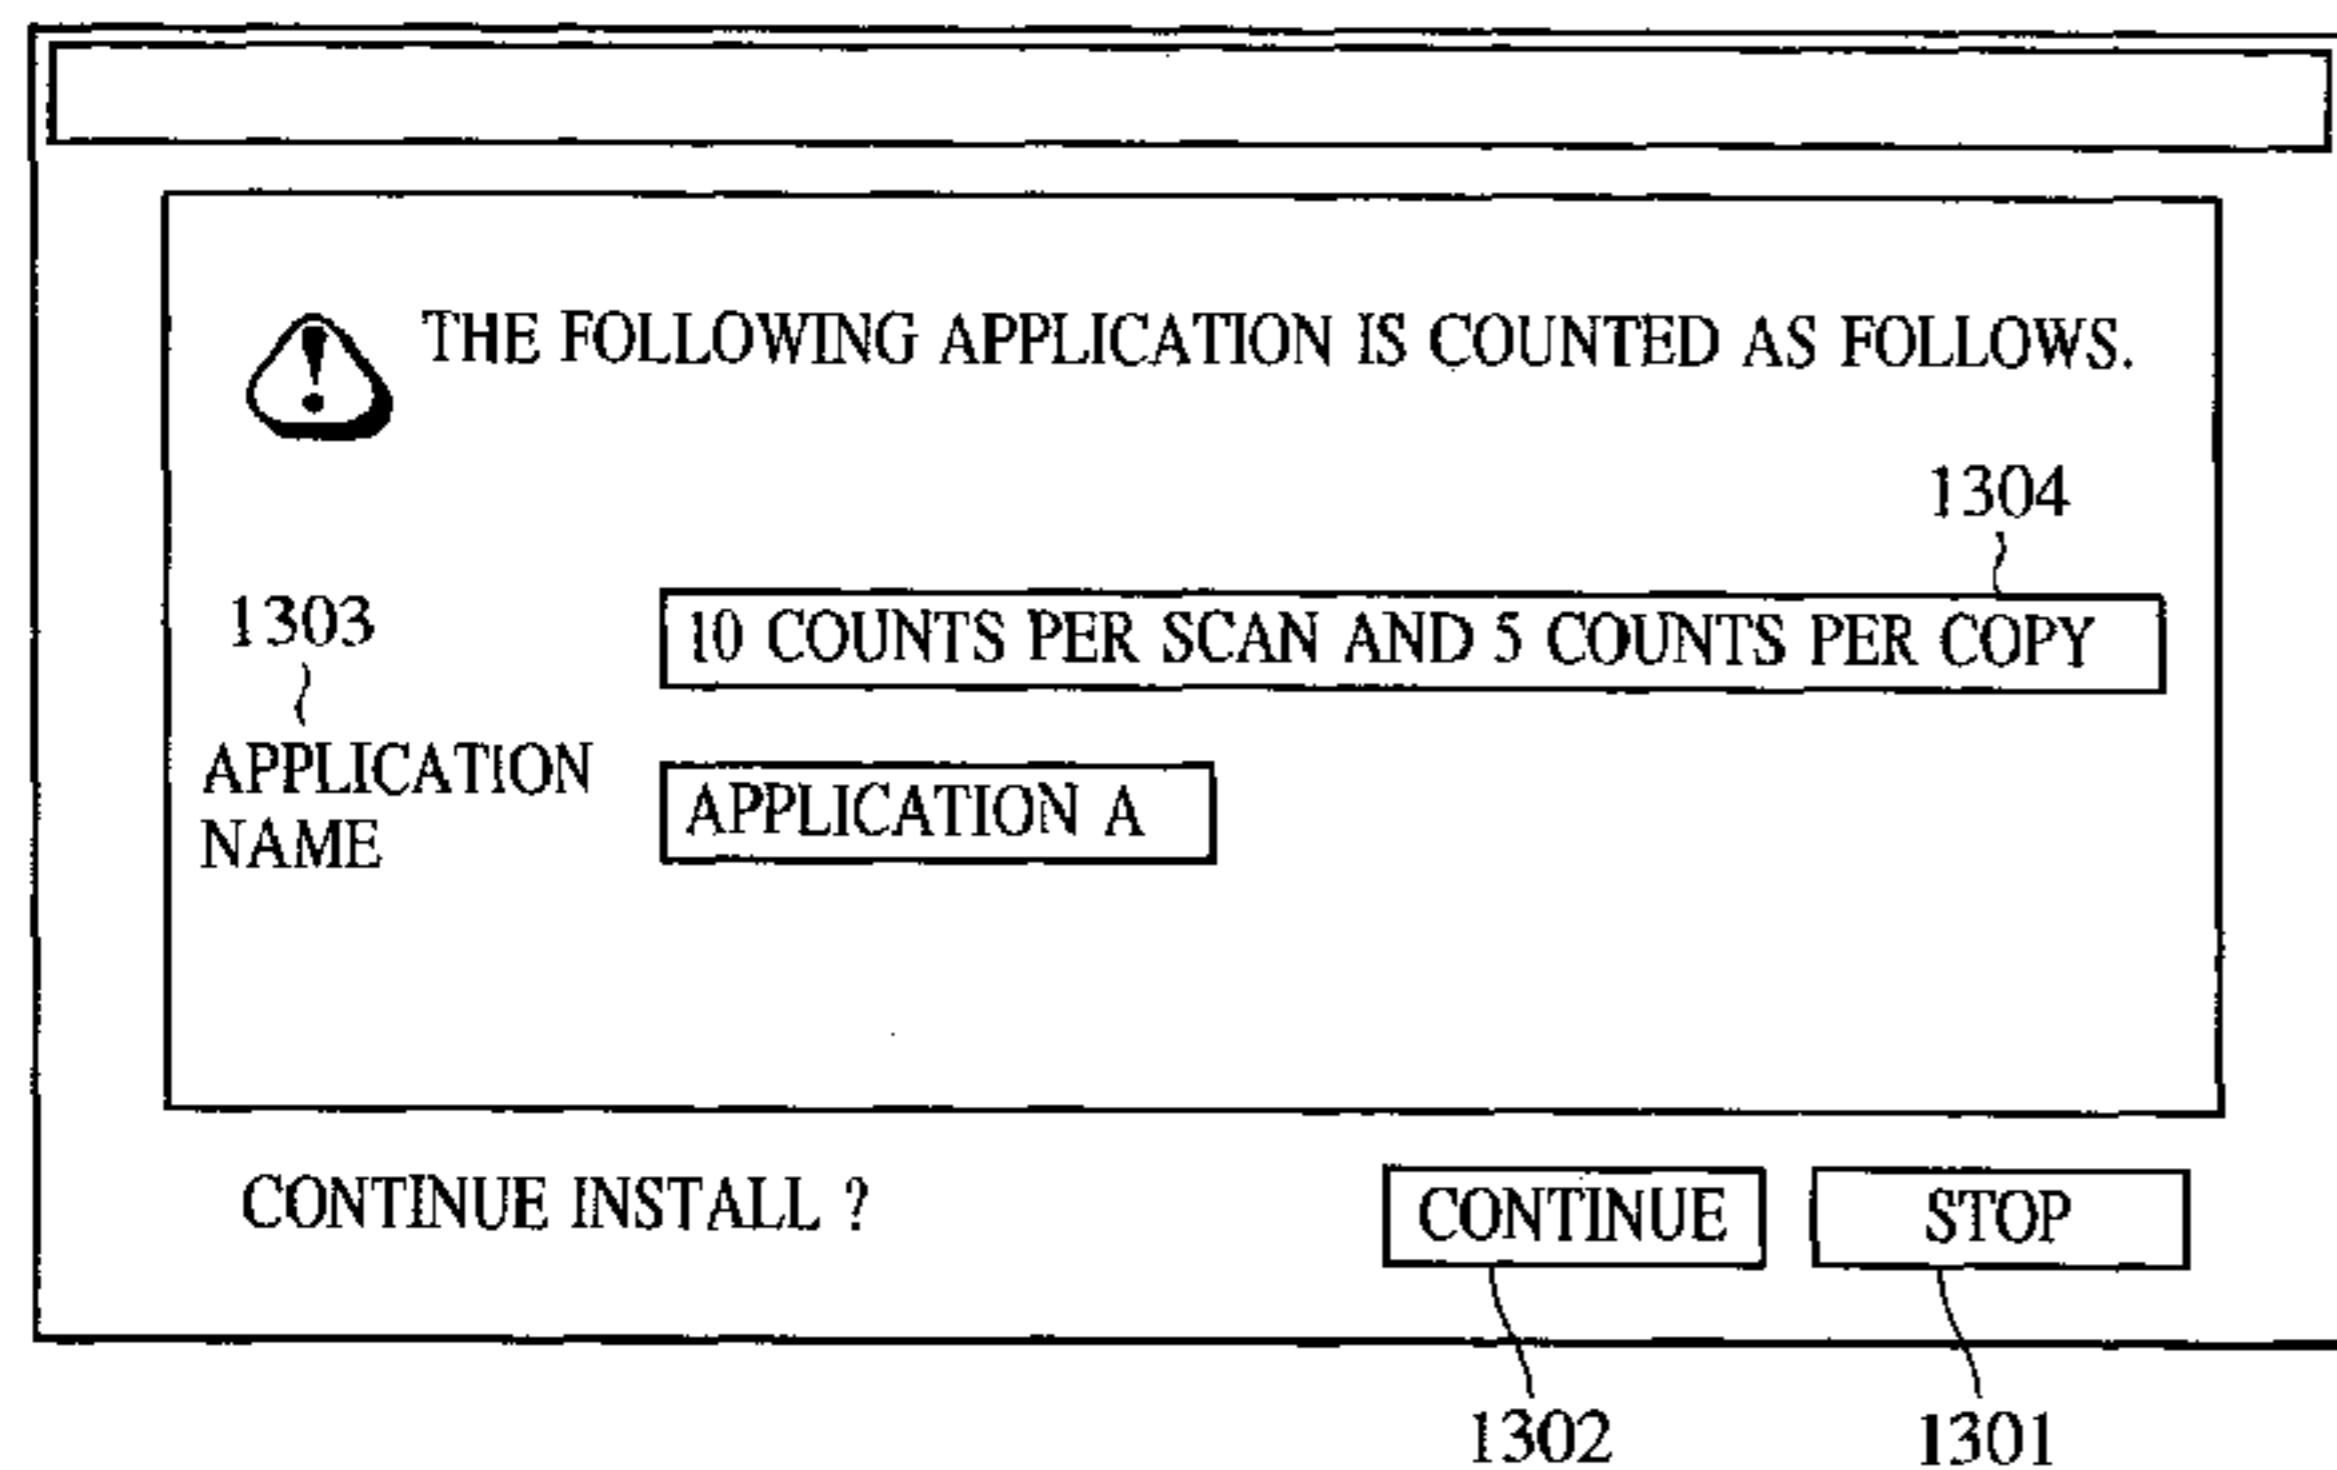 THE FOLLOWING APPLICATION IS COUNTED AS FOLLOWS.
1304
1303
10 COUNTS PER SCAN AND 5 COUNTS PER COPY
APPLICATION
NAME
APPLICATION A
CONTINUE INSTALL ?
CONTINUE
STOP
1302
1301